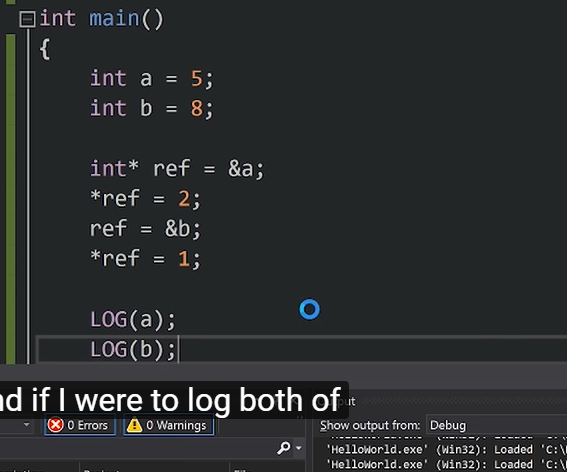 int main()
{
int a = 5;
int b = 8;
int* ref = &a;
*ref = 2;
ref = &b;
*ref = 1;
LOG(a);
LOG(b);
nd if I were to log both of
put
0 Errors
0 Warnings
Show output from: Debug
'HelloWorld.exe' (Win32): Loaded 'C:\
'HelloWorld.exe' (Win32): Loaded 'C:\